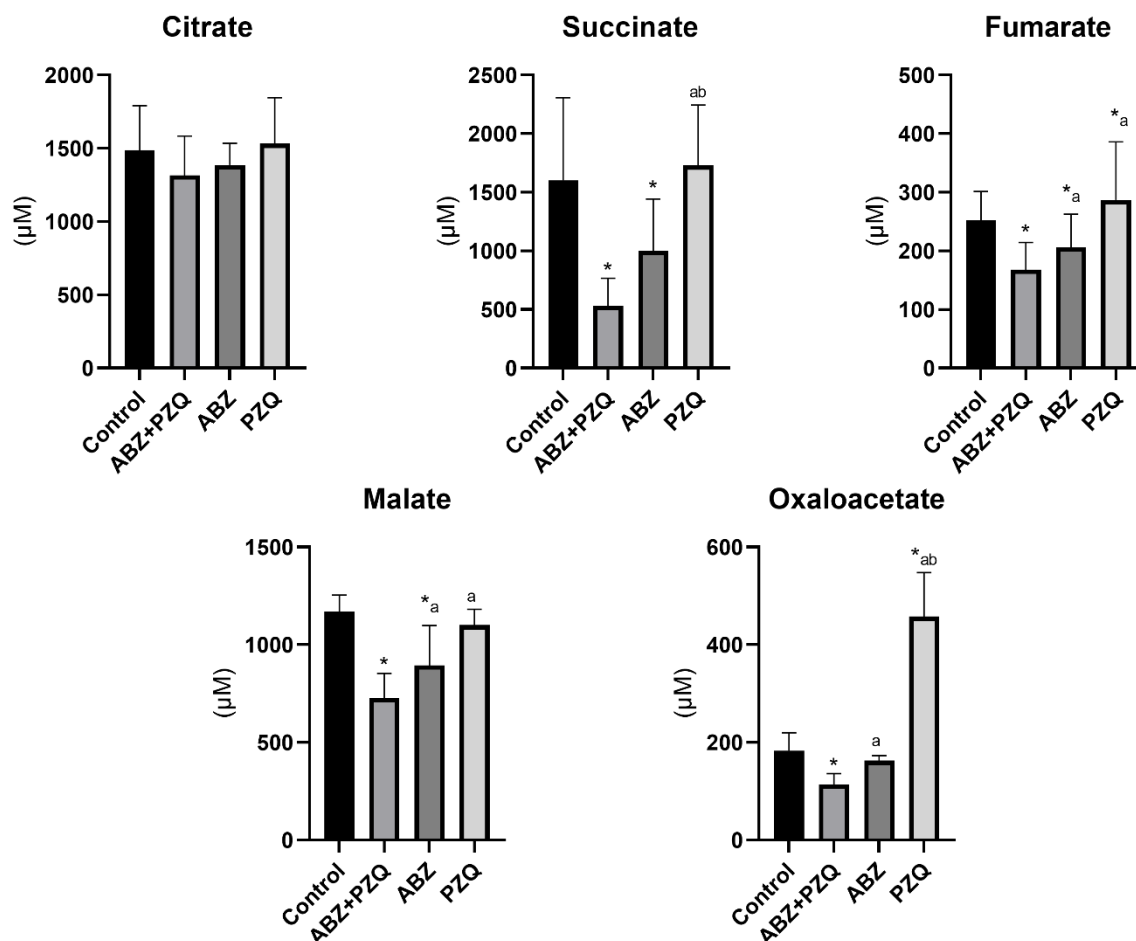 Citrate
2000
1500
1000
500
0
(µM)
Control
ABZ+PZQ
ABZ
PZQ
Succinate
2500
2000
1500
1000
500
0
(µM)
*
*
ab
Control
ABZ+PZQ
ABZ
PZQ
Fumarate
500
400
300
200
100
0
(µM)
*
*a
*a
Control
ABZ+PZQ
ABZ
PZQ
Malate
1500
1000
500
0
(µM)
*
*a
a
Control
ABZ+PZQ
ABZ
PZQ
Oxaloacetate
600
400
200
0
(µM)
*
a
*ab
Control
ABZ+PZQ
ABZ
PZQ